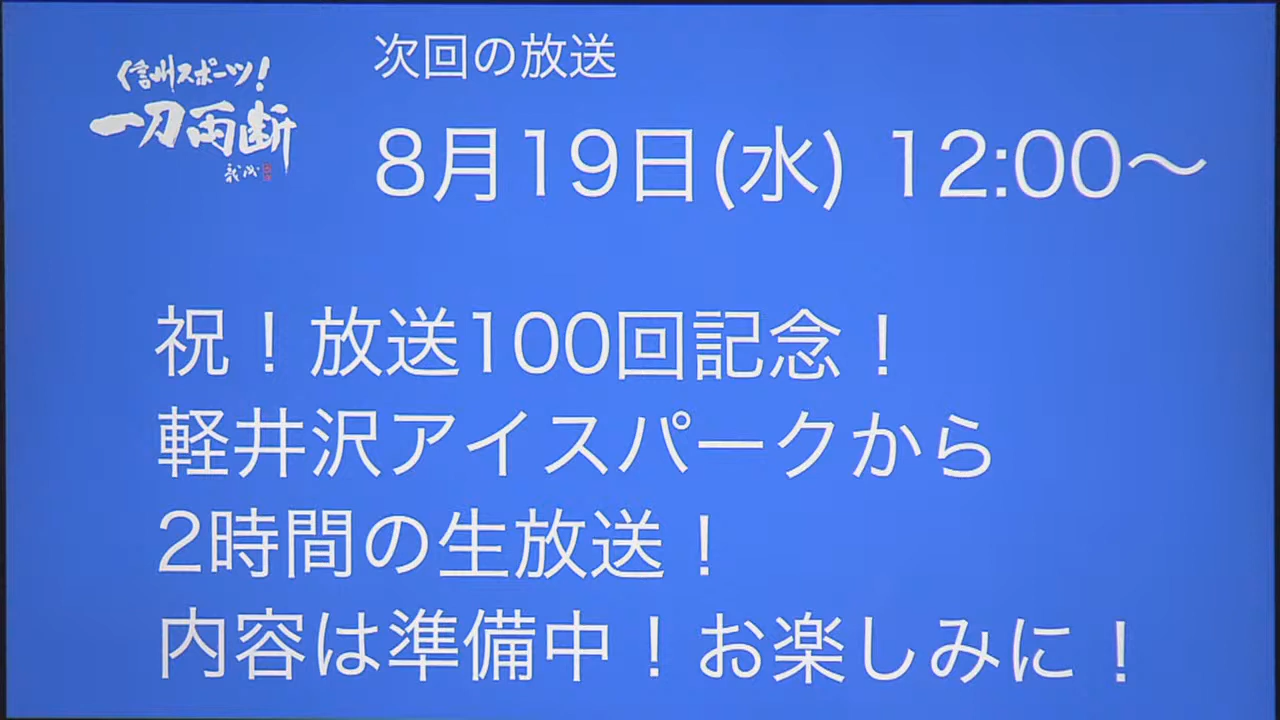 信州スポーツ!
一刀両断
次回の放送
8月19日(水) 12:00〜
祝！放送100回記念！
軽井沢アイスパークから
2時間の生放送！
内容は準備中！お楽しみに！